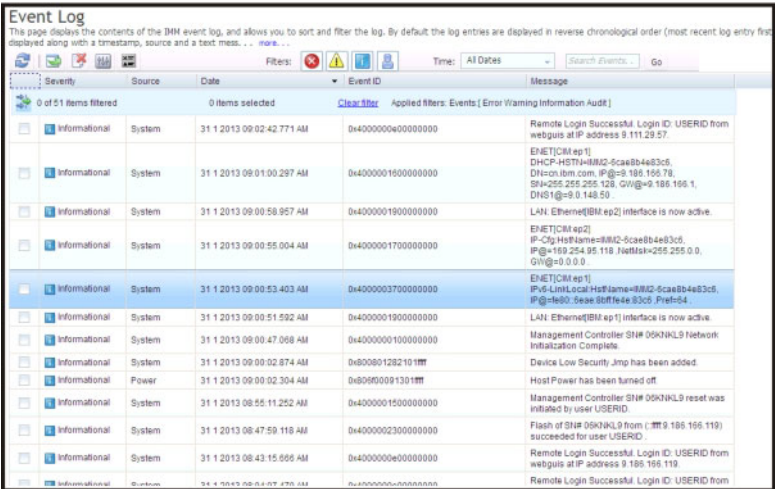 Event Log
This page displays the contents of the IMM event log, and allows you to sort and filter the log. By default the log entries are displayed in reverse chronological order (most recent log entry first
displayed along with a timestamp, source and a text mess. . . more. . .
Filters: Time: All Dates Search Events. . Go
Severity Source Date Event ID Message
0 of 51 items filtered 0 items selected Clear filter Applied filters: Events:[ Error Warning Information Audit ]
Informational System 31 1 2013 09:02:42.771 AM 0x4000000e00000000 Remote Login Successful. Login ID: USERID from
webguis at IP address 9.111.29.57.
ENET[CIM:ep1]
DHCP-HSTN=IMM2-6cae8b4e83c6,
Informational System 31 1 2013 09:01:00.297 AM 0x4000001600000000 DN=cn.ibm.com, IP@=9.186.166.78,
SN=255.255.255.128, GW@=9.186.166.1,
DNS1@=9.0.148.50 .
Informational System 31 1 2013 09:00:58.957 AM 0x4000001900000000 LAN: Ethernet[IBM:ep2] interface is now active.
ENET[CIM:ep2]
Informational System 31 1 2013 09:00:55.004 AM 0x4000001700000000 IP-Cfg:HstName=IMM2-6cae8b4e83c6,
IP@=169.254.95.118 ,NetMsk=255.255.0.0,
GW@=0.0.0.0 .
ENET[CIM:ep1]
Informational System 31 1 2013 09:00:53.403 AM 0x4000003700000000 IPv6-LinkLocal:HstName=IMM2-6cae8b4e83c6,
IP@=fe80::6eae:8bff:fe4e:83c6 ,Pref=64 .
Informational System 31 1 2013 09:00:51.592 AM 0x4000001900000000 LAN: Ethernet[IBM:ep1] interface is now active.
Informational System 31 1 2013 09:00:47.068 AM 0x4000000100000000 Management Controller SN# 06KNKL9 Network
Initialization Complete.
Informational System 31 1 2013 09:00:02.874 AM 0x800801282101ffff Device Low Security Jmp has been added.
Informational Power 31 1 2013 09:00:02.304 AM 0x806f00091301ffff Host Power has been turned off.
Informational System 31 1 2013 08:55:11.252 AM 0x4000001500000000 Management Controller SN# 06KNKL9 reset was
initiated by user USERID.
Informational System 31 1 2013 08:47:59.118 AM 0x4000002300000000 Flash of SN# 06KNKL9 from (::ffff:9.186.166.119)
succeeded for user USERID .
Informational System 31 1 2013 08:43:15.666 AM 0x4000000e00000000 Remote Login Successful. Login ID: USERID from
webguis at IP address 9.186.166.119.
Informational System 31 1 2013 08:04:07.470 AM 0x4000000e00000000 Remote Login Successful. Login ID: USERID from